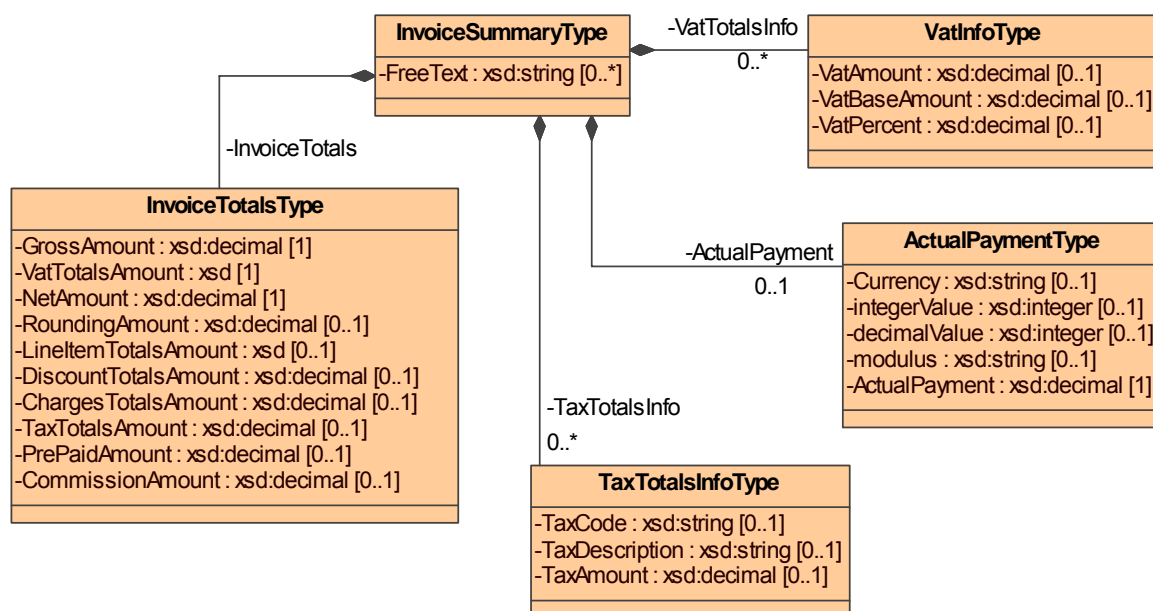 InvoiceSummaryType
-FreeText : xsd:string [0..*]
-VatTotalsInfo
0..*
VatInfoType
-VatAmount : xsd:decimal [0..1]
-VatBaseAmount : xsd:decimal [0..1]
-VatPercent : xsd:decimal [0..1]
-InvoiceTotals
InvoiceTotalsType
-GrossAmount : xsd:decimal [1]
-VatTotalsAmount : xsd [1]
-NetAmount : xsd:decimal [1]
-RoundingAmount : xsd:decimal [0..1]
-LineItemTotalsAmount : xsd [0..1]
-DiscountTotalsAmount : xsd:decimal [0..1]
-ChargesTotalsAmount : xsd:decimal [0..1]
-TaxTotalsAmount : xsd:decimal [0..1]
-PrePaidAmount : xsd:decimal [0..1]
-CommissionAmount : xsd:decimal [0..1]
-ActualPayment
0..1
ActualPaymentType
-Currency : xsd:string [0..1]
-integerValue : xsd:integer [0..1]
-decimalValue : xsd:integer [0..1]
-modulus : xsd:string [0..1]
-ActualPayment : xsd:decimal [1]
-TaxTotalsInfo
0..*
TaxTotalsInfoType
-TaxCode : xsd:string [0..1]
-TaxDescription : xsd:string [0..1]
-TaxAmount : xsd:decimal [0..1]